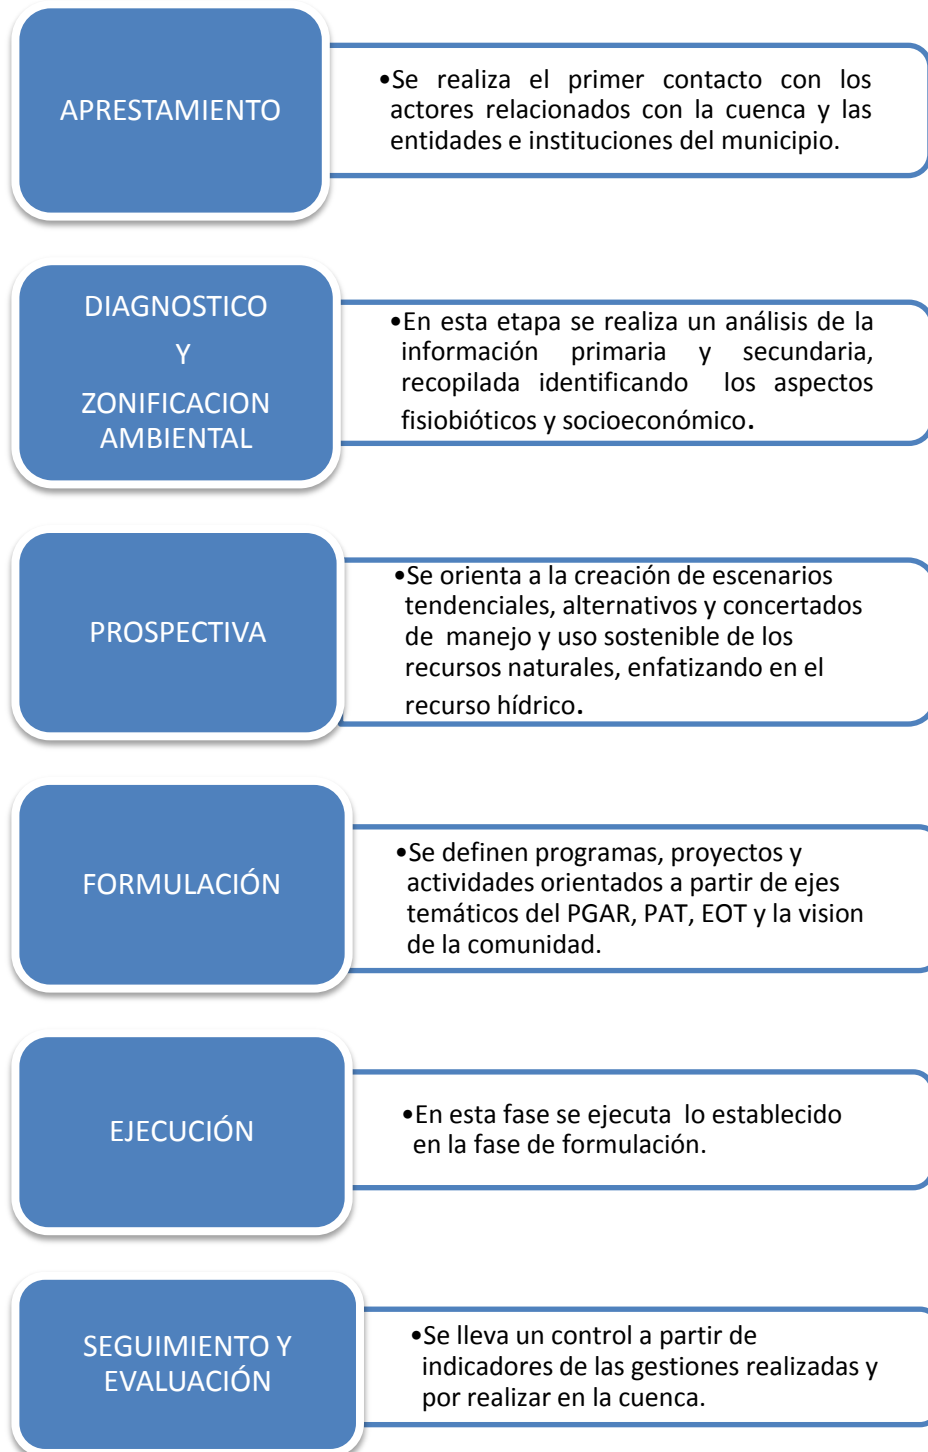 APRESTAMIENTO
•Se realiza el primer contacto con los
actores relacionados con la cuenca y las
entidades e instituciones del municipio.
DIAGNOSTICO
Y
ZONIFICACION
AMBIENTAL
•En esta etapa se realiza un análisis de la
información primaria y secundaria,
recopilada identificando los aspectos
fisiobióticos y socioeconómico.
PROSPECTIVA
•Se orienta a la creación de escenarios
tendenciales, alternativos y concertados
de manejo y uso sostenible de los
recursos naturales, enfatizando en el
recurso hídrico.
FORMULACIÓN
•Se definen programas, proyectos y
actividades orientados a partir de ejes
temáticos del PGAR, PAT, EOT y la vision
de la comunidad.
EJECUCIÓN
•En esta fase se ejecuta lo establecido
en la fase de formulación.
SEGUIMIENTO Y
EVALUACIÓN
•Se lleva un control a partir de
indicadores de las gestiones realizadas y
por realizar en la cuenca.